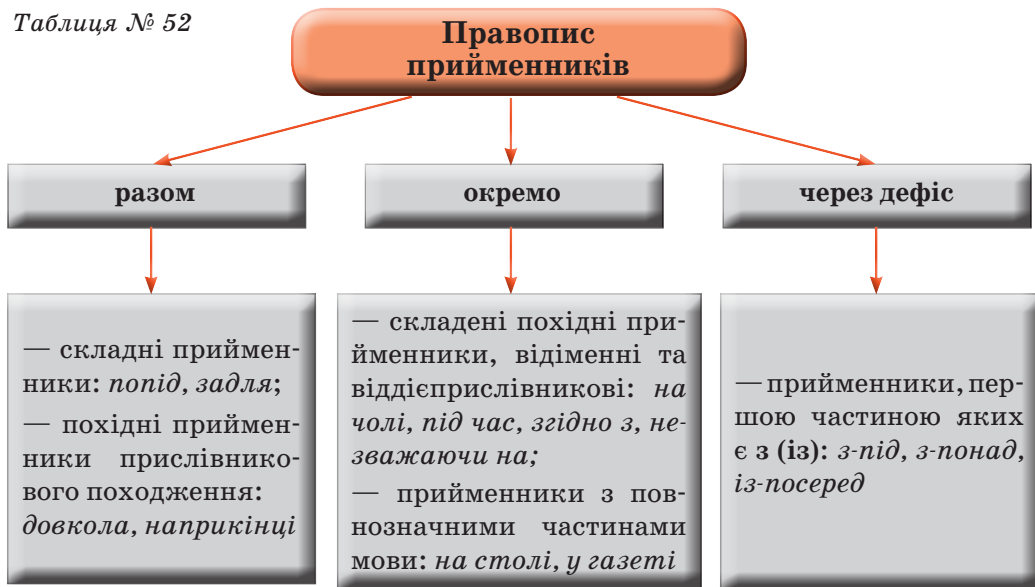 Таблиця № 52
Правопис
прийменників
разом
окремо
через дефіс
— складні приймен-
ники: попід, задля;
— похідні приймен-
ники прислівнико-
вого походження:
довкола, наприкінці
— складені похідні при-
йменники, відіменні та
віддієприслівникові: на
чолі, під час, згідно з, не-
зважаючи на;
— прийменники з пов-
нозначними частинами
мови: на столі, у газеті
— прийменники, пер-
шою частиною яких
є з (із): з-під, з-понад,
із-посеред